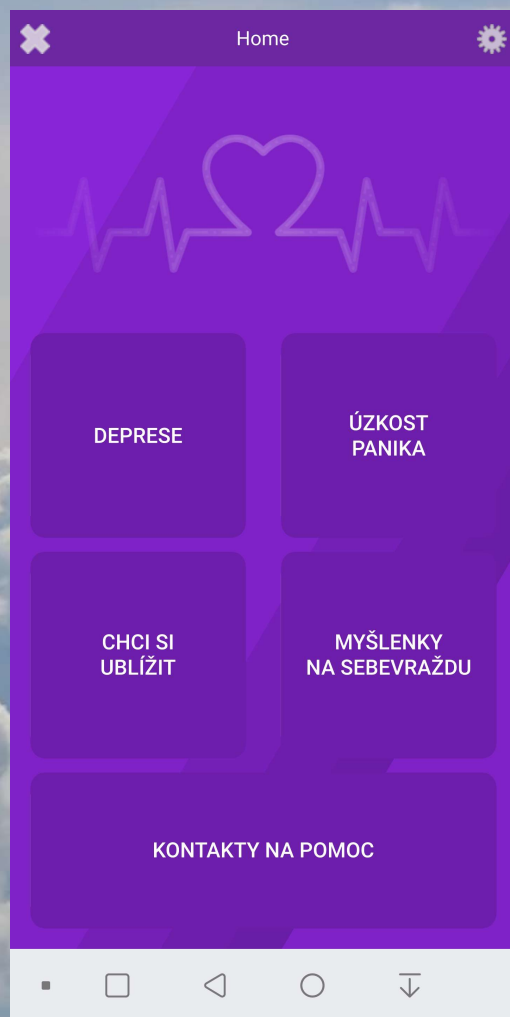 Home
DEPRESE
ÚZKOST
PANIKA
CHCI SI
UBLÍŽIT
MYŠLENKY
NA SEBEVRAŽDU
KONTAKTY NA POMOC